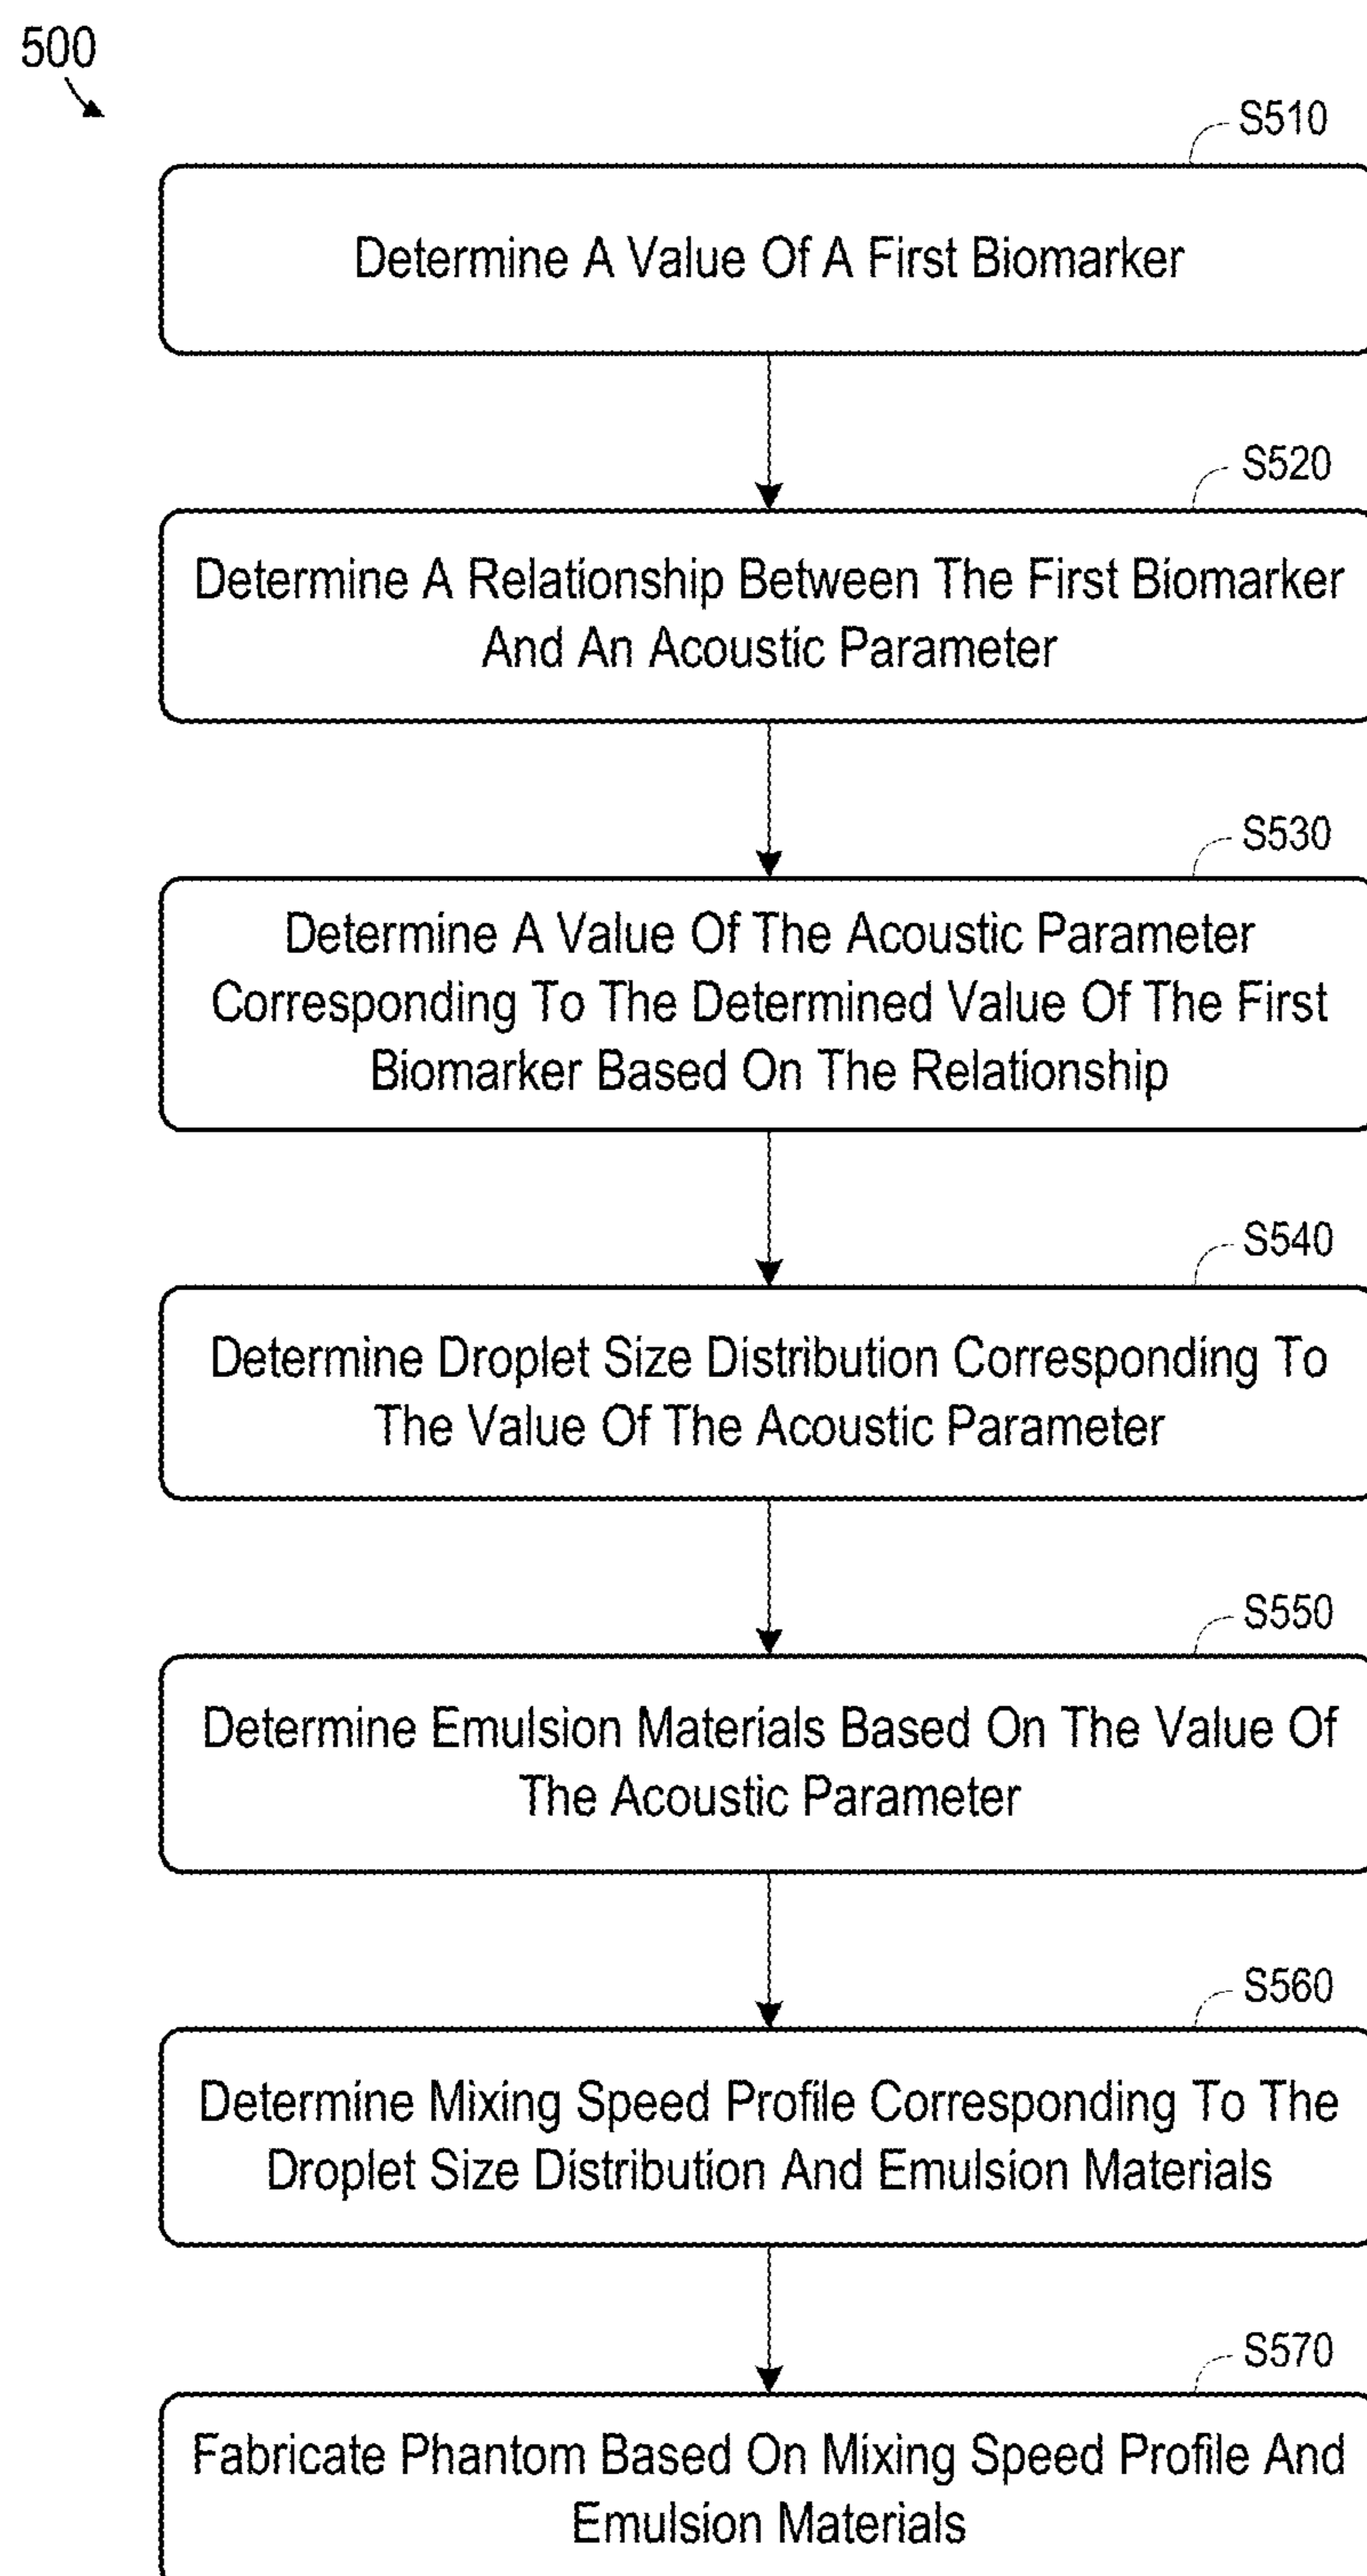 500
S510
Determine A Value Of A First Biomarker
S520
Determine A Relationship Between The First Biomarker
And An Acoustic Parameter
S530
Determine A Value Of The Acoustic Parameter
Corresponding To The Determined Value Of The First
Biomarker Based On The Relationship
S540
Determine Droplet Size Distribution Corresponding To
The Value Of The Acoustic Parameter
S550
Determine Emulsion Materials Based On The Value Of
The Acoustic Parameter
S560
Determine Mixing Speed Profile Corresponding To The
Droplet Size Distribution And Emulsion Materials
S570
Fabricate Phantom Based On Mixing Speed Profile And
Emulsion Materials